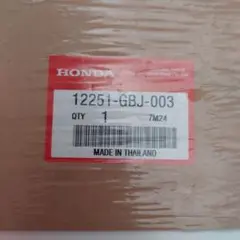 HONDA
12251-GBJ-003
QTY 1 7M24
MADE IN THAILAND